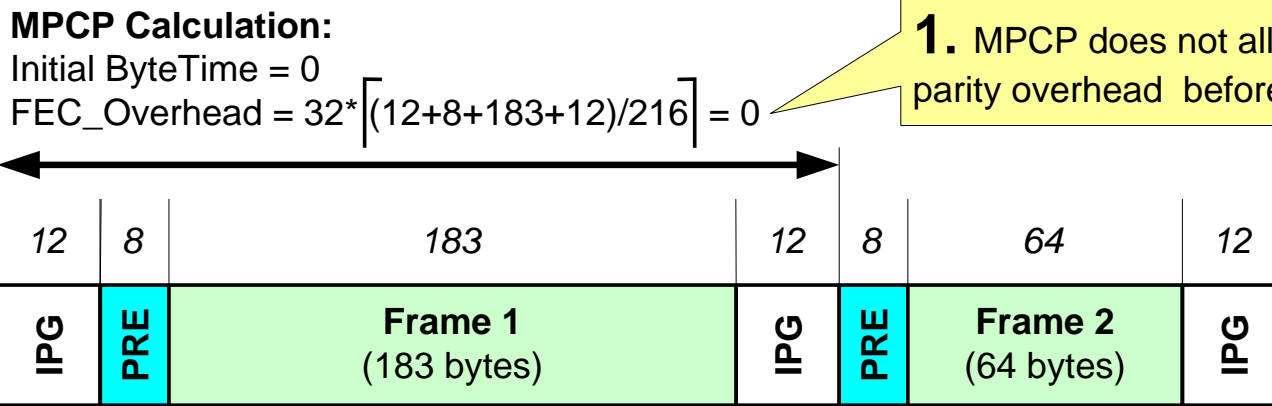 MPCP Calculation:
Initial ByteTime = 0
FEC_Overhead = 32*⌈(12+8+183+12)/216⌉ = 0
1. MPCP does not all
parity overhead before
12 8 183 12 8 64 12
IPG PRE Frame 1 IPG PRE Frame 2 IPG
(183 bytes) (64 bytes)